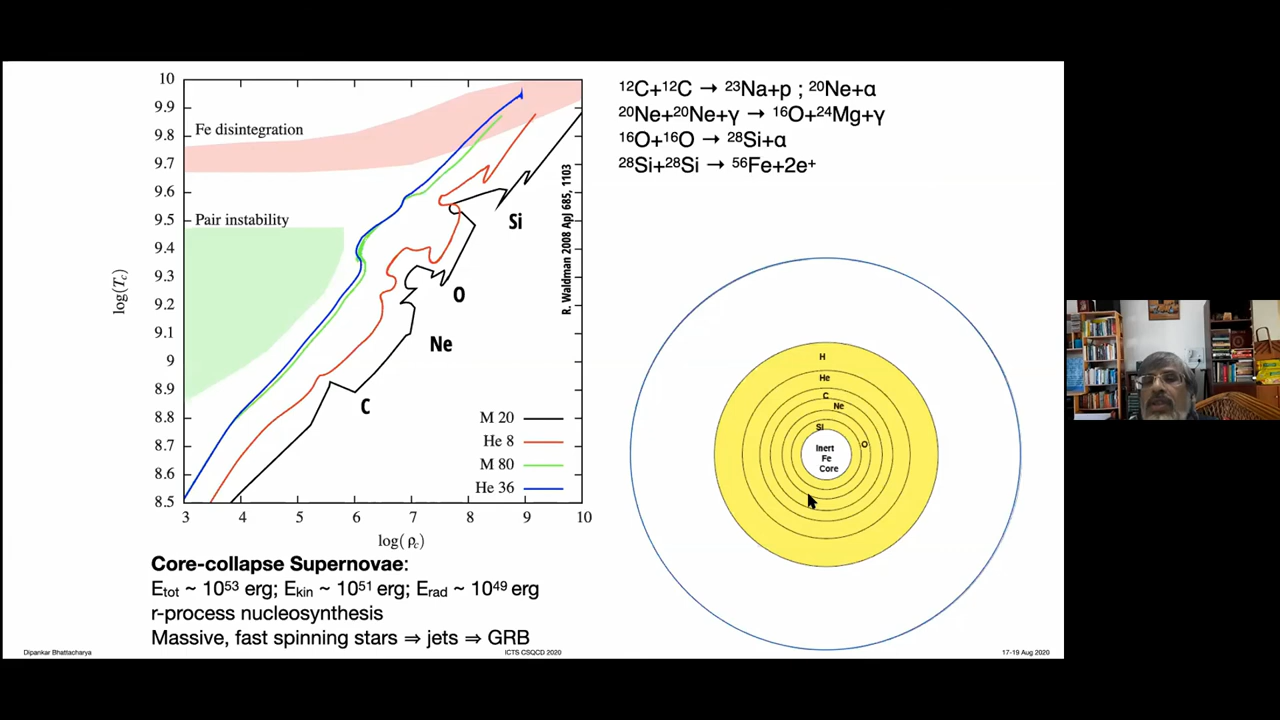 10
9.9
9.8
9.7
9.6
9.5
9.4
9.3
9.2
9.1
9
8.9
8.8
8.7
8.6
8.5
log(Tc)
Fe disintegration
Pair instability
Si
O
Ne
C
R. Waldman 2008 ApJ 685, 1103
M 20
He 8
M 80
He 36
3 4 5 6 7 8 9 10
log(ρc)
¹²C+¹²C → ²³Na+p ; ²⁰Ne+α
²⁰Ne+²⁰Ne+γ → ¹⁶O+²⁴Mg+γ
¹⁶O+¹⁶O → ²⁸Si+α
²⁸Si+²⁸Si → ⁵⁶Fe+2e⁺
H
He
C
Ne
Si
O
Inert
Fe
Core
Core-collapse Supernovae:
Etot ~ 10⁵³ erg; Ekin ~ 10⁵¹ erg; Erad ~ 10⁴⁹ erg
r-process nucleosynthesis
Massive, fast spinning stars ⇒ jets ⇒ GRB
Dipankar Bhattacharya
ICTS CSQCD 2020
17-19 Aug 2020